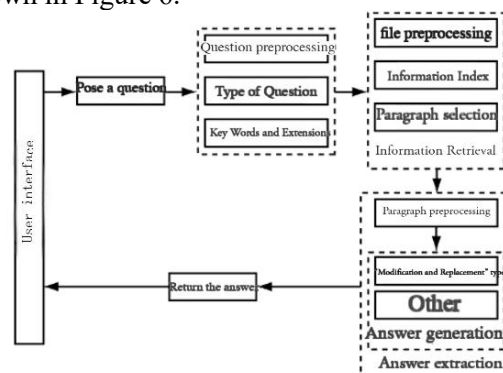 wn in Figure 6.
Question preprocessing
file preprocessing
Pose a question
Type of Question
Information Index
Key Words and Extensions
Paragraph selection
Information Retrieval
User interface
Paragraph preprocessing
"Modification and Replacement" type
Return the answer
Other
Answer generation
Answer extraction